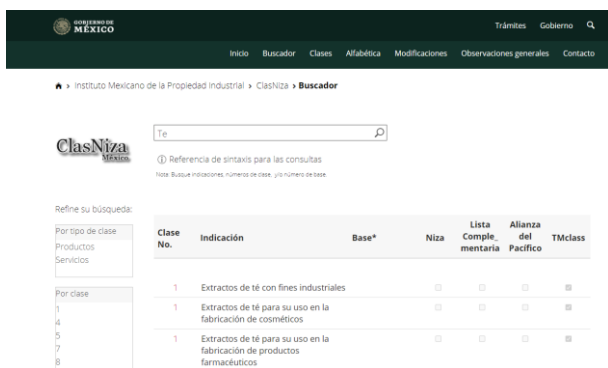 GOBIERNO DE
MÉXICO
Trámites Gobierno
Inicio Buscador Clases Alfabética Modificaciones Observaciones generales Contacto
> Instituto Mexicano de la Propiedad Industrial > ClasNiza > Buscador
ClasNiza
México
Te
Referencia de sintaxis para las consultas
Nota: Busque indicaciones, números de clase, y/o número de base.
Refine su búsqueda:
Por tipo de clase
Productos
Servicios
Por clase
1
4
5
7
8
Clase No. Indicación Base* Niza Lista Comple_ mentaria Alianza del Pacífico TMclass
1 Extractos de té con fines industriales
1 Extractos de té para su uso en la
fabricación de cosméticos
1 Extractos de té para su uso en la
fabricación de productos
farmacéuticos